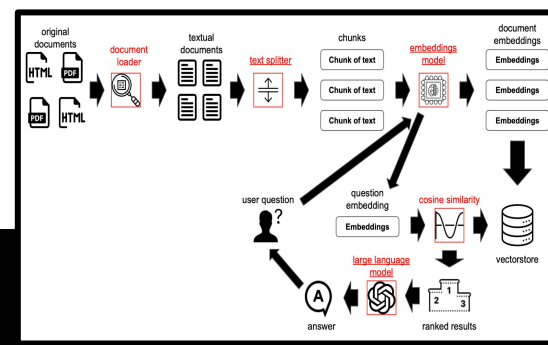 original
documents
document
loader
textual
documents
text splitter
chunks
embeddings
model
document
embeddings
HTML
PDF
PDF
HTML
Chunk of text
Chunk of text
Chunk of text
Embeddings
Embeddings
Embeddings
user question
?
question
embedding
Embeddings
cosine similarity
vectorstore
large language
model
A
answer
1
2
3
ranked results